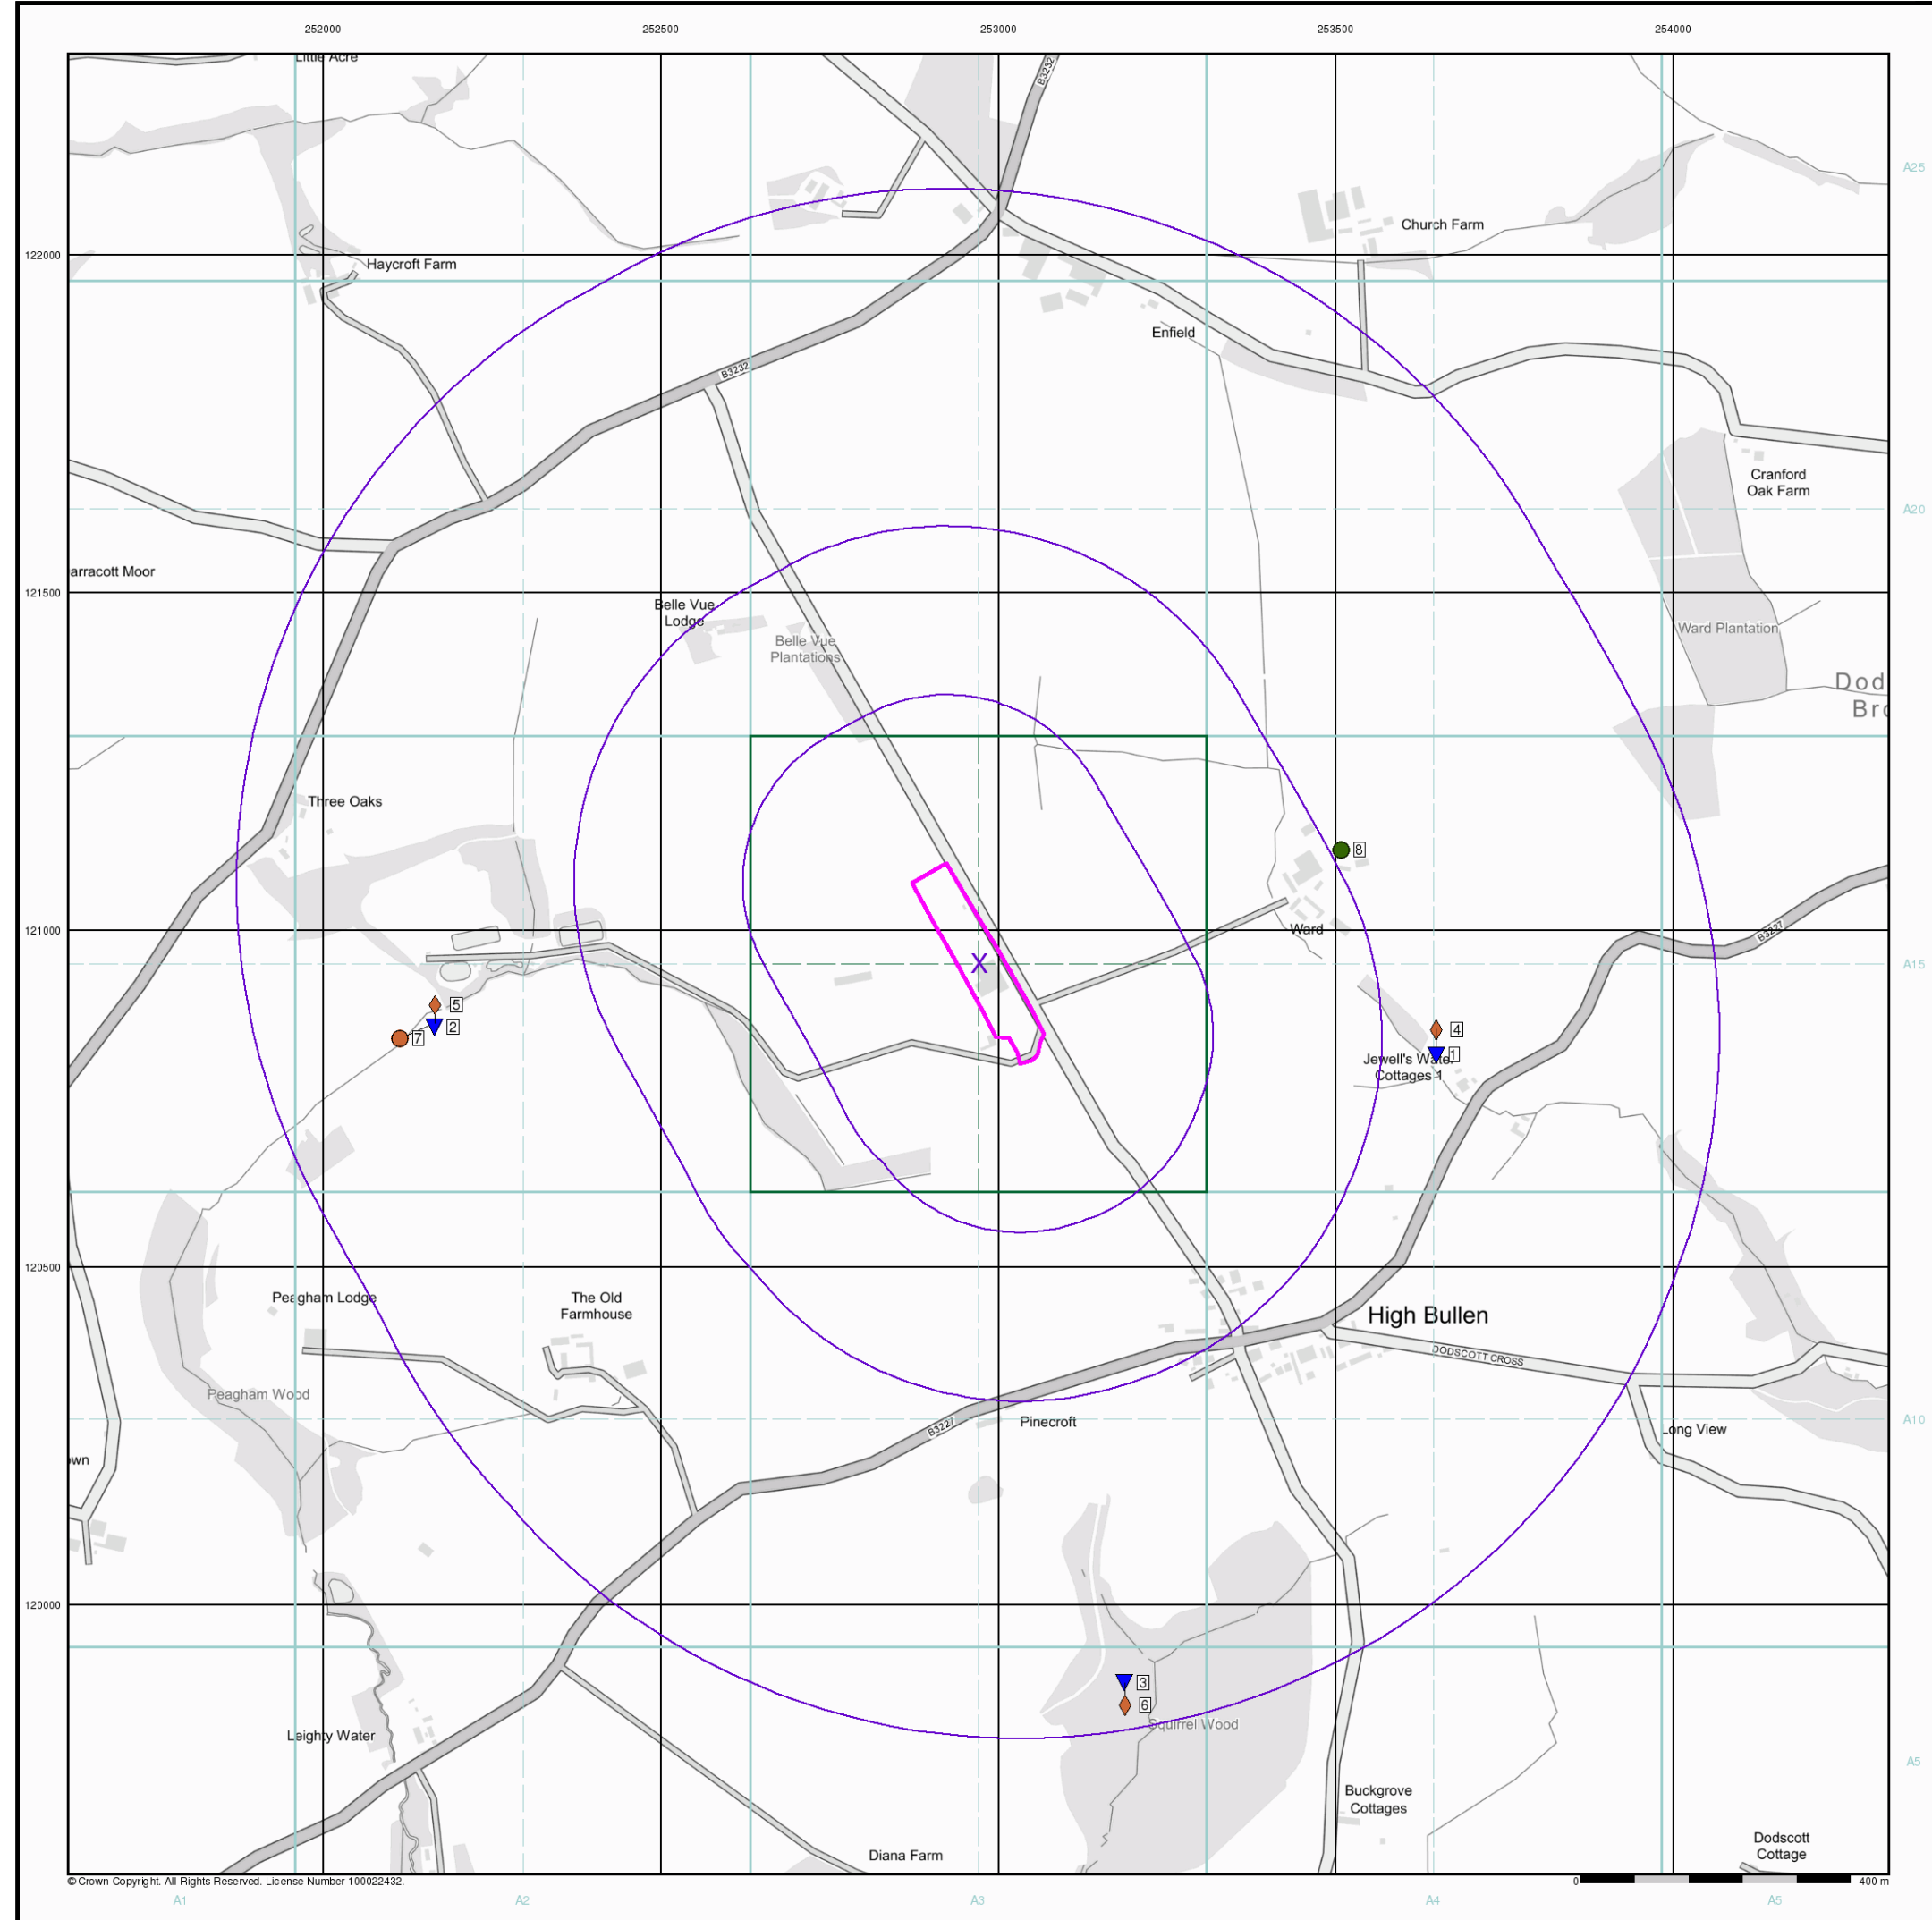 252000 252500 253000 253500 254000
Little Acre
B3232
A25
Church Farm
122000
Haycroft Farm
Enfield
B3232
Cranford
Oak Farm
A20
arracott Moor
121500
Belle Vue
Lodge
Belle Vue
Plantations
Ward Plantation
Dod
Bro
Three Oaks
8
121000
Ward
B3227
X
A15
5
2
7
4
1
Jewell's Water
Cottages 1
120500
Peagham Lodge
The Old
Farmhouse
High Bullen
DODSCOTT CROSS
Peagham Wood
B3227
Pinecroft
Long View
A10
own
120000
3
6
Squirrel Wood
Leighty Water
A5
Buckgrove
Cottages
Diana Farm
Dodscott
Cottage
© Crown Copyright. All Rights Reserved. License Number 100022432.
0 400 m
A1 A2 A3 A4 A5